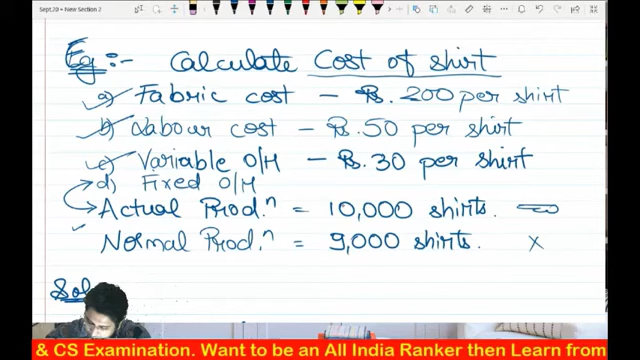 Sept.20 » New Section 2
Eg:- Calculate Cost of shirt
a) Fabric cost - Rs. 200 per shirt
b) Labour cost - Rs. 50 per shirt
c) Variable O/H - Rs. 30 per shirt
d) Fixed O/H
Actual Prod.ⁿ = 10,000 shirts.
Normal Prod.ⁿ = 9,000 shirts. ×
Sol
& CS Examination. Want to be an All India Ranker then Learn from